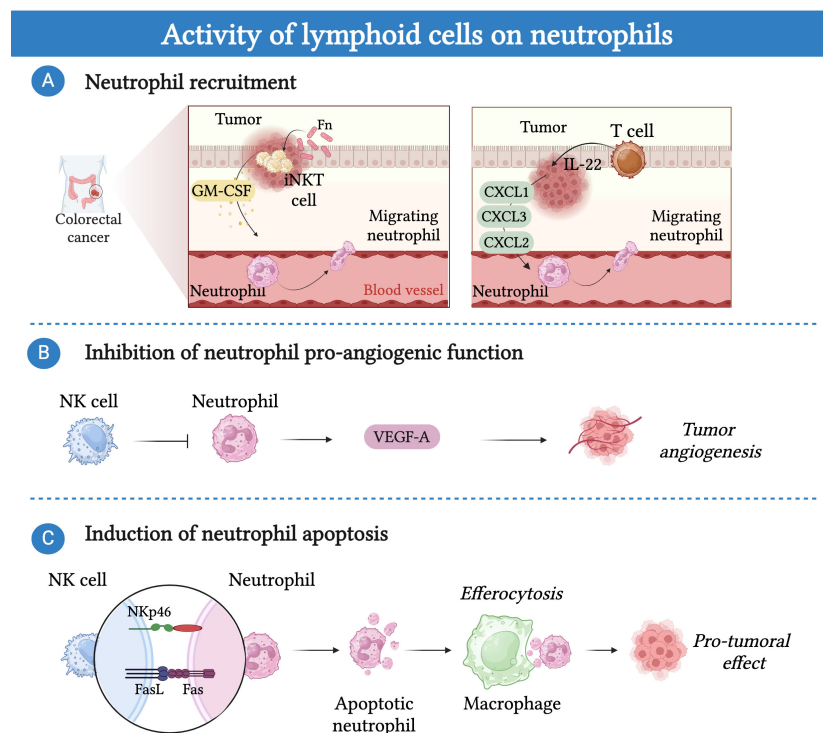 Activity of lymphoid cells on neutrophils
A
Neutrophil recruitment
Tumor
Fn
iNKT
cell
GM-CSF
Colorectal
cancer
Migrating
neutrophil
Neutrophil
Blood vessel
Tumor
T cell
IL-22
CXCL1
CXCL3
CXCL2
Migrating
neutrophil
Neutrophil
B
Inhibition of neutrophil pro-angiogenic function
NK cell
Neutrophil
VEGF-A
Tumor
angiogenesis
C
Induction of neutrophil apoptosis
NK cell
Neutrophil
NKp46
FasL
Fas
Apoptotic
neutrophil
Efferocytosis
Macrophage
Pro-tumoral
effect